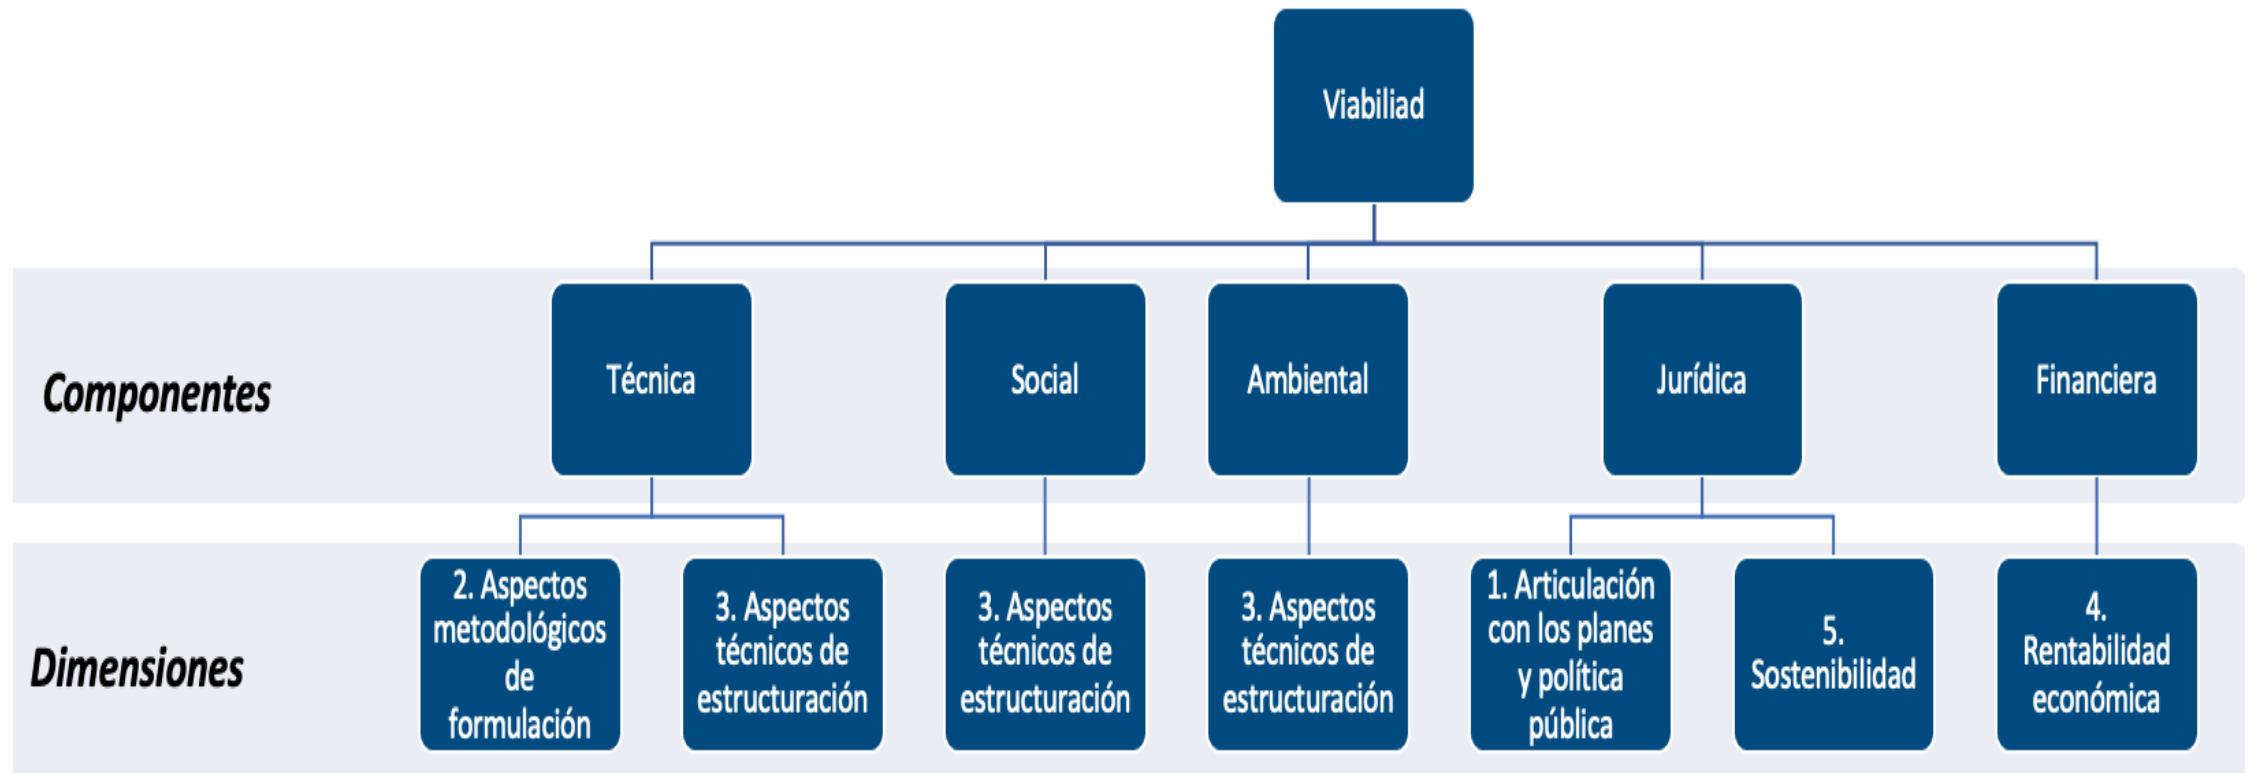 Viabiliad
Componentes
Técnica
Social
Ambiental
Jurídica
Financiera
Dimensiones
2. Aspectos
metodológicos
de
formulación
3. Aspectos
técnicos de
estructuración
3. Aspectos
técnicos de
estructuración
3. Aspectos
técnicos de
estructuración
1. Articulación
con los planes
y política
pública
5.
Sostenibilidad
4.
Rentabilidad
económica